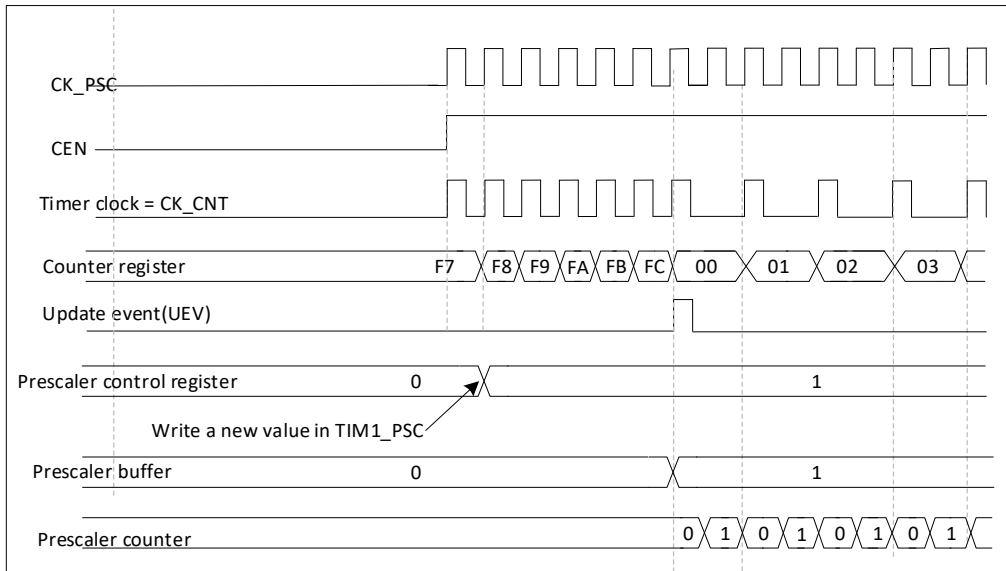 CK_PSC
CEN
Timer clock = CK_CNT
Counter register F7 F8 F9 FA FB FC 00 01 02 03
Update event(UEV)
Prescaler control register 0 1
Write a new value in TIM1_PSC
Prescaler buffer 0 1
Prescaler counter 0 1 0 1 0 1 0 1